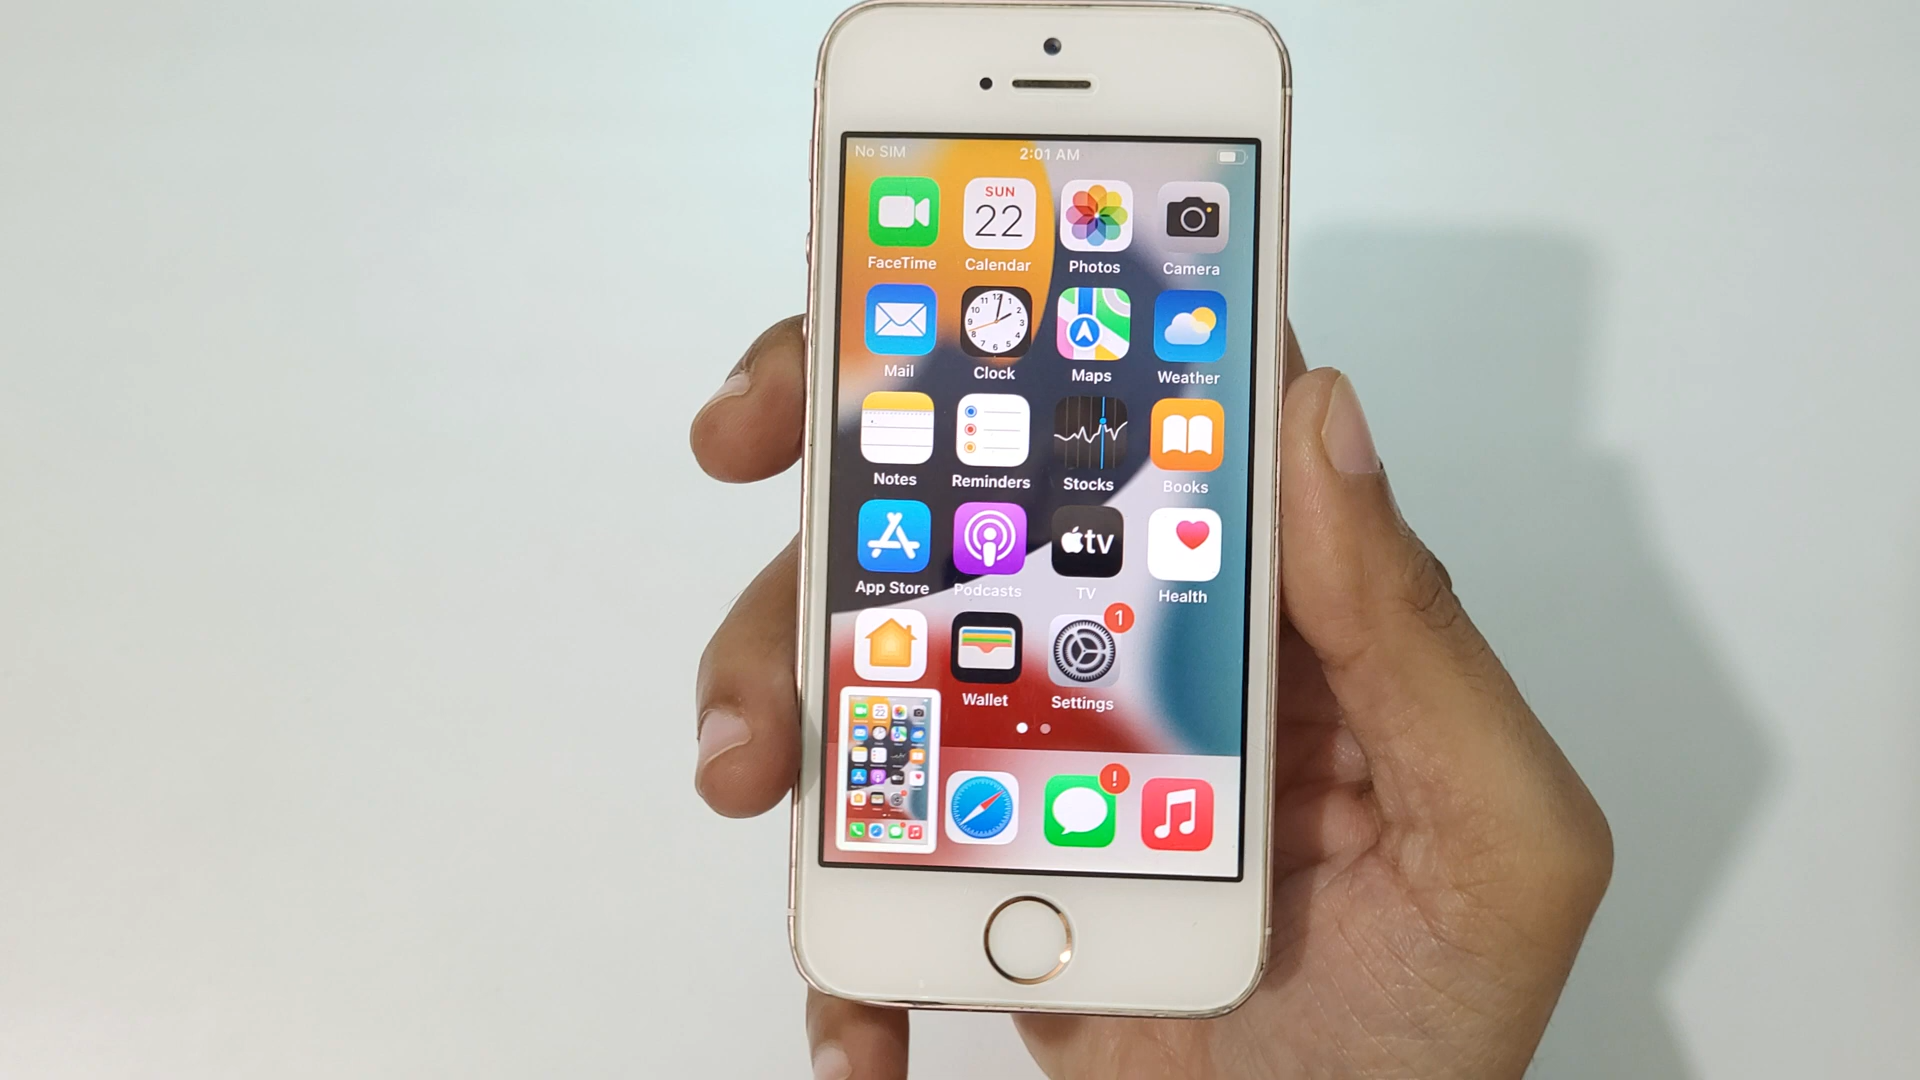 No SIM 2:01 AM
SUN
22
FaceTime Calendar Photos Camera
Mail Clock Maps Weather
Notes Reminders Stocks Books
tv
App Store Podcasts TV Health
1
Wallet Settings
!